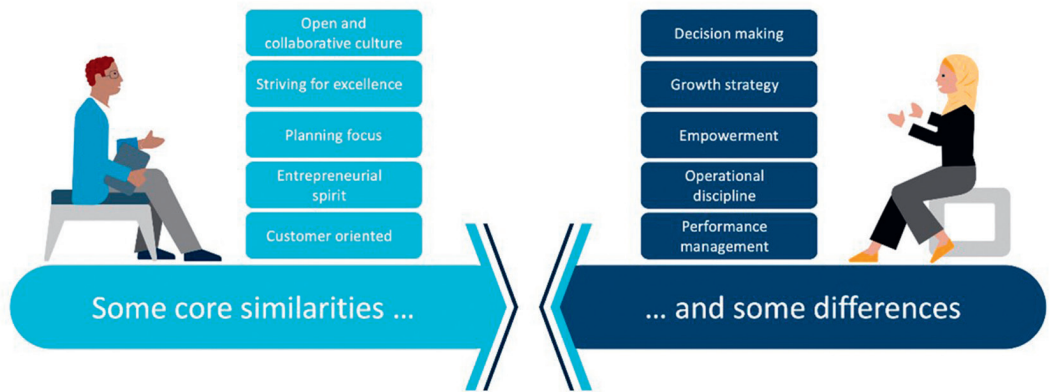 Open and
collaborative culture
Striving for excellence
Planning focus
Entrepreneurial
spirit
Customer oriented
Some core similarities ...
Decision making
Growth strategy
Empowerment
Operational
discipline
Performance
management
... and some differences